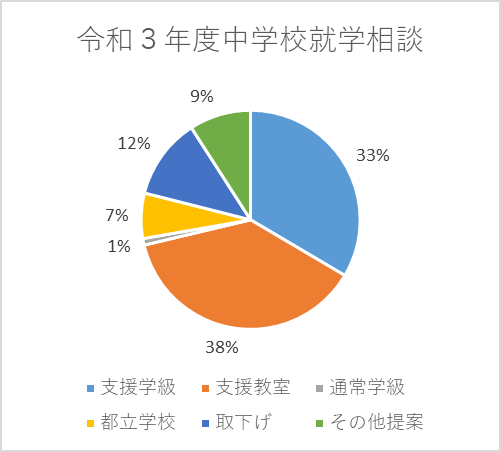 令和３年度中学校就学相談
9%
33%
12%
7%
1%
38%
支援学級 支援教室 通常学級
都立学校 取下げ その他提案